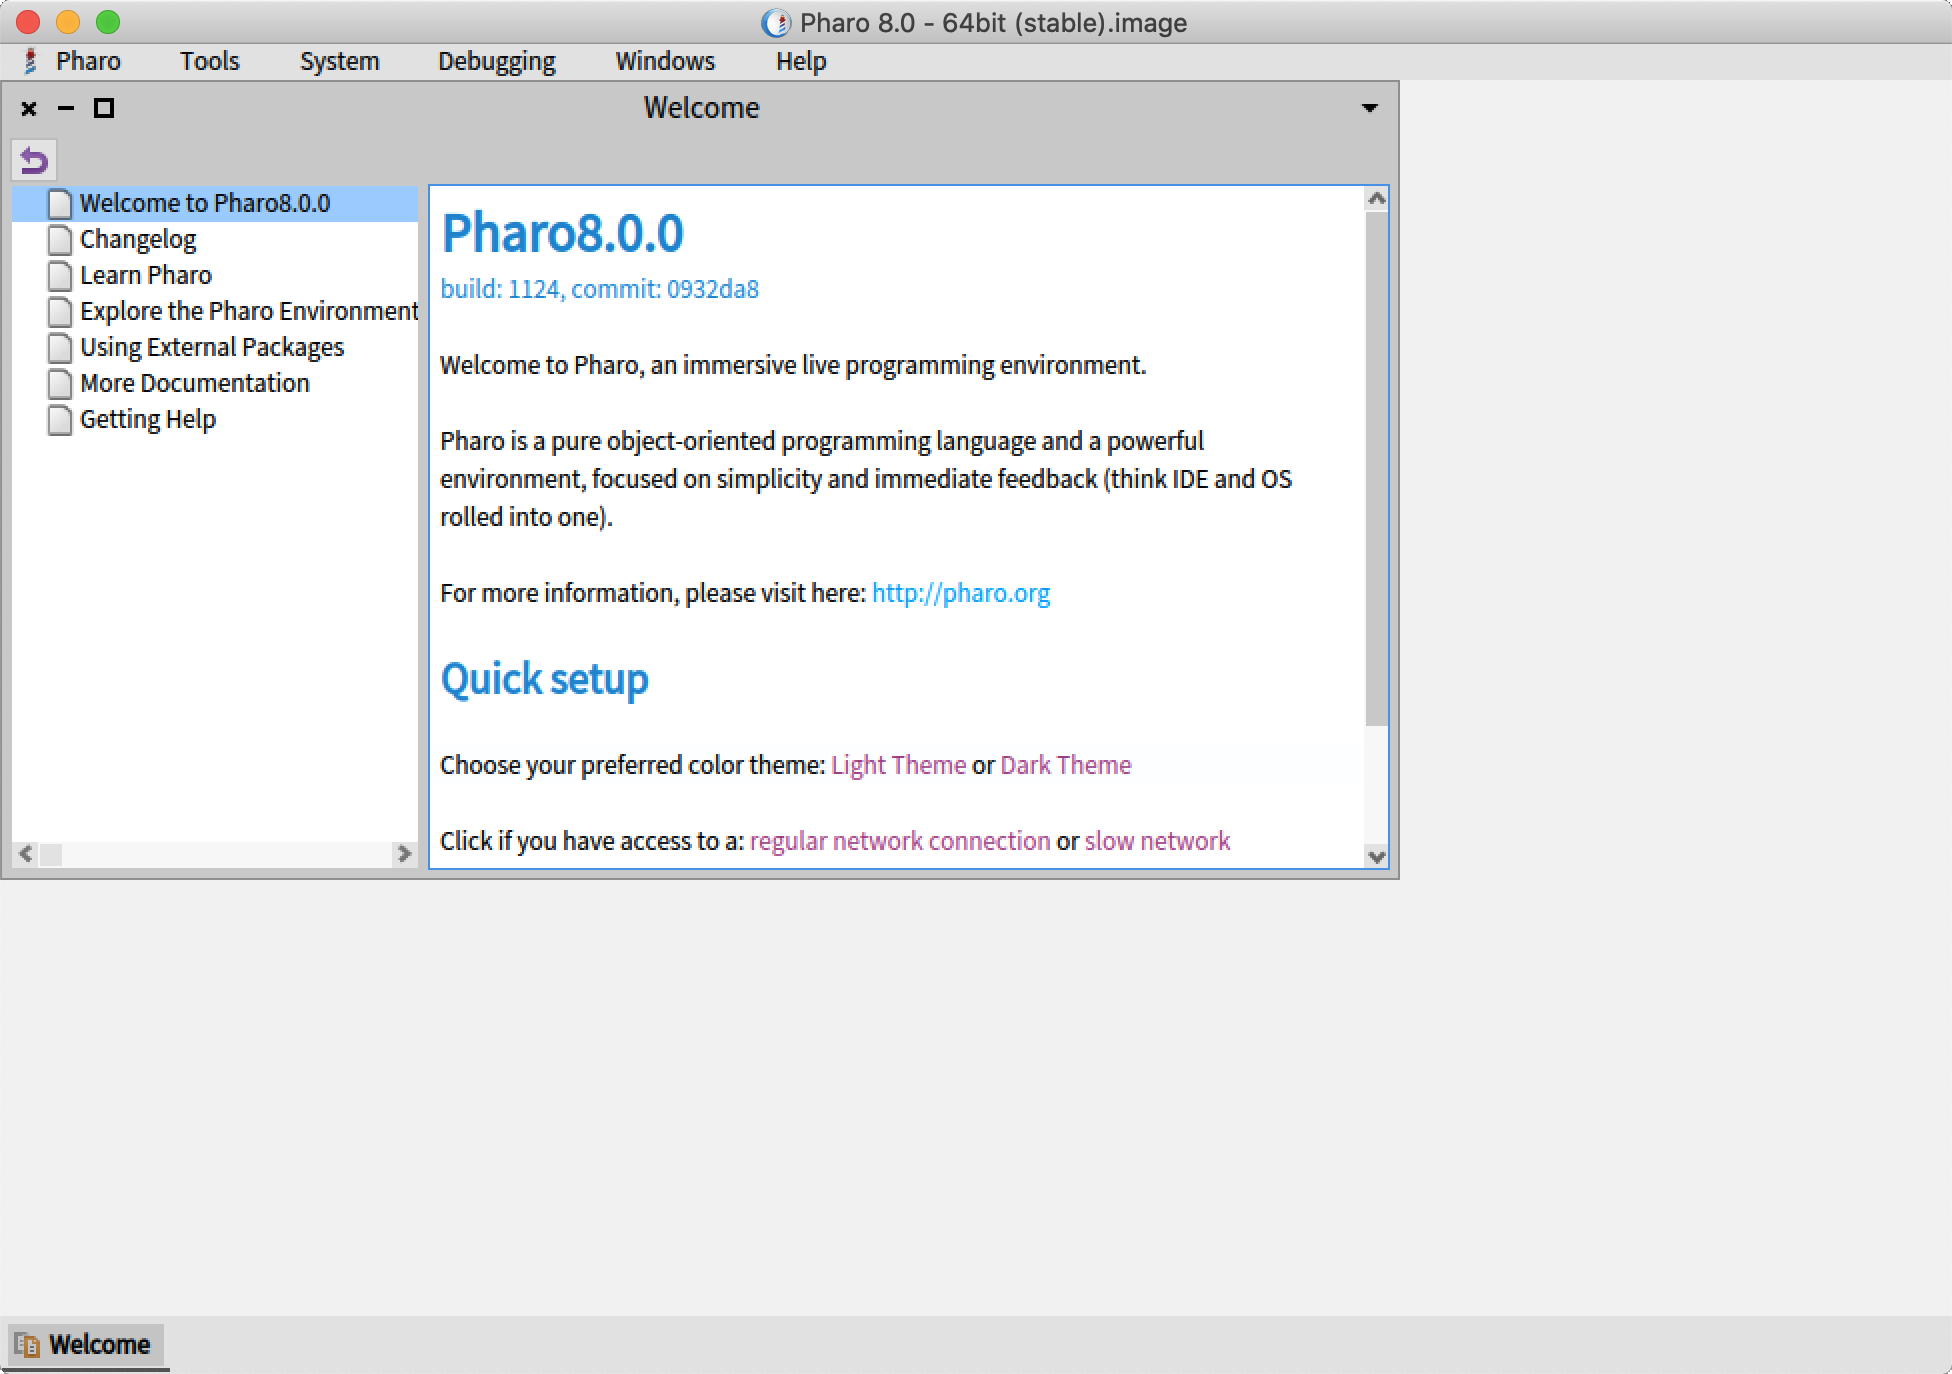 Pharo 8.0 - 64bit (stable).image
Pharo Tools System Debugging Windows Help
Welcome
Welcome to Pharo8.0.0
Changelog
Learn Pharo
Explore the Pharo Environment
Using External Packages
More Documentation
Getting Help
Pharo8.0.0
build: 1124, commit: 0932da8
Welcome to Pharo, an immersive live programming environment.
Pharo is a pure object-oriented programming language and a powerful
environment, focused on simplicity and immediate feedback (think IDE and OS
rolled into one).
For more information, please visit here: http://pharo.org
Quick setup
Choose your preferred color theme: Light Theme or Dark Theme
Click if you have access to a: regular network connection or slow network
Welcome